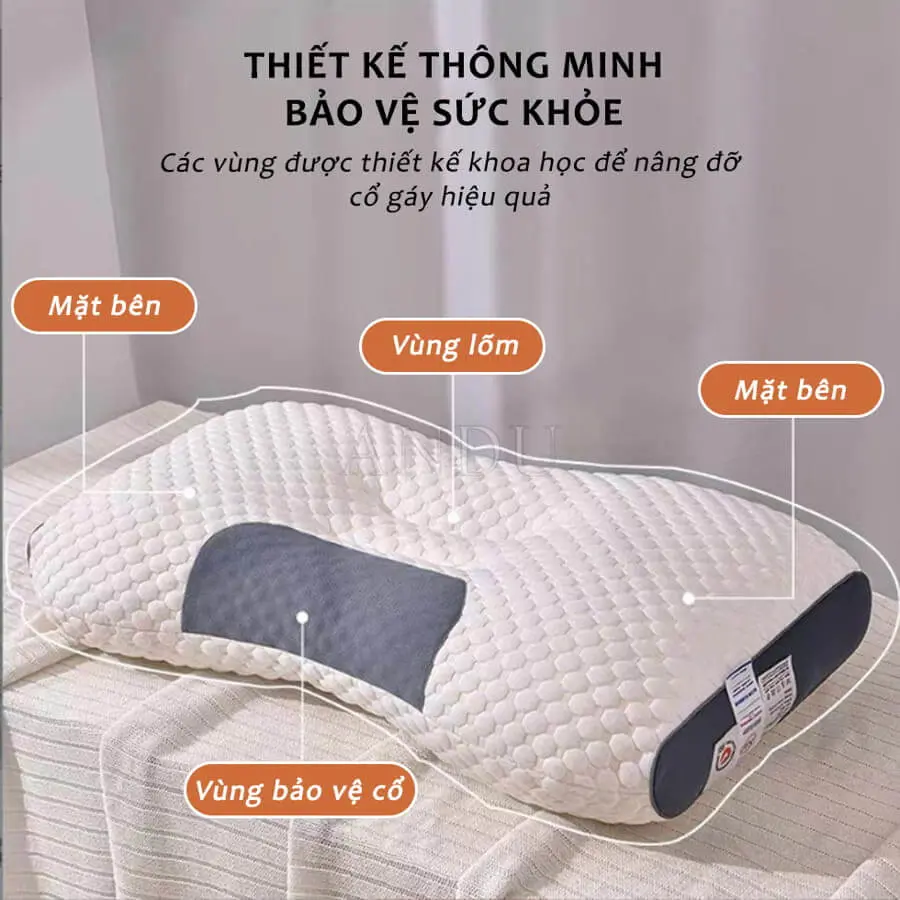 THIẾT KẾ THÔNG MINH
BẢO VỆ SỨC KHỎE
Các vùng được thiết kế khoa học để nâng đỡ
cổ gáy hiệu quả
Mặt bên
Vùng lõm
Mặt bên
ANDU
Vùng bảo vệ cổ